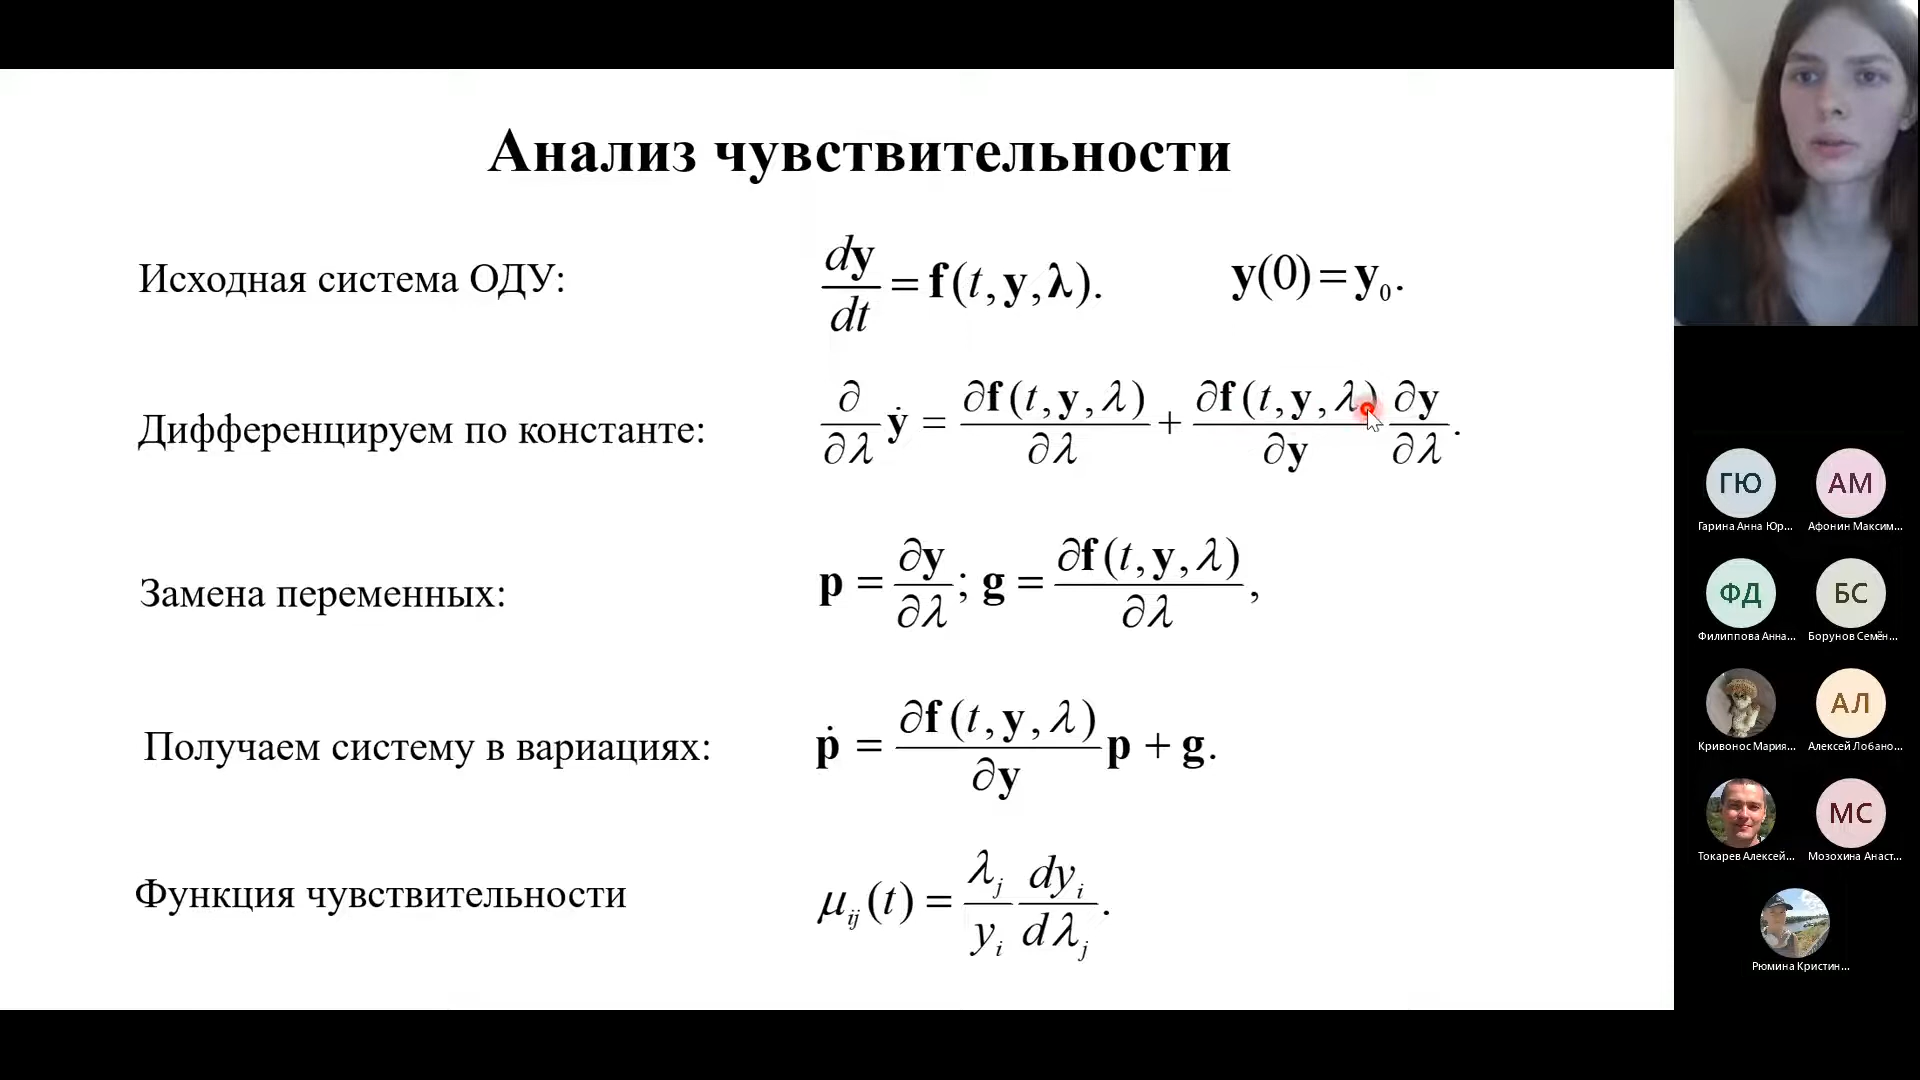 Анализ чувствительности
Исходная система ОДУ: dy/dt = f(t, y, λ). y(0) = y₀.
Дифференцируем по константе: ∂/∂λ ẏ = ∂f(t, y, λ)/∂λ + ∂f(t, y, λ)/∂y ∂y/∂λ.
Замена переменных: p = ∂y/∂λ; g = ∂f(t, y, λ)/∂λ,
Получаем систему в вариациях: ṗ = ∂f(t, y, λ)/∂y p + g.
Функция чувствительности μᵢⱼ(t) = λⱼ/yᵢ dyᵢ/dλⱼ.
ГЮ АМ
Гарина Анна Юр... Афонин Максим...
ФД БС
Филиппова Анна... Борунов Семён...
АЛ
Кривонос Мария... Алексей Лобано...
МС
Токарев Алексей... Мозохина Анаст...
Рюмина Кристин...